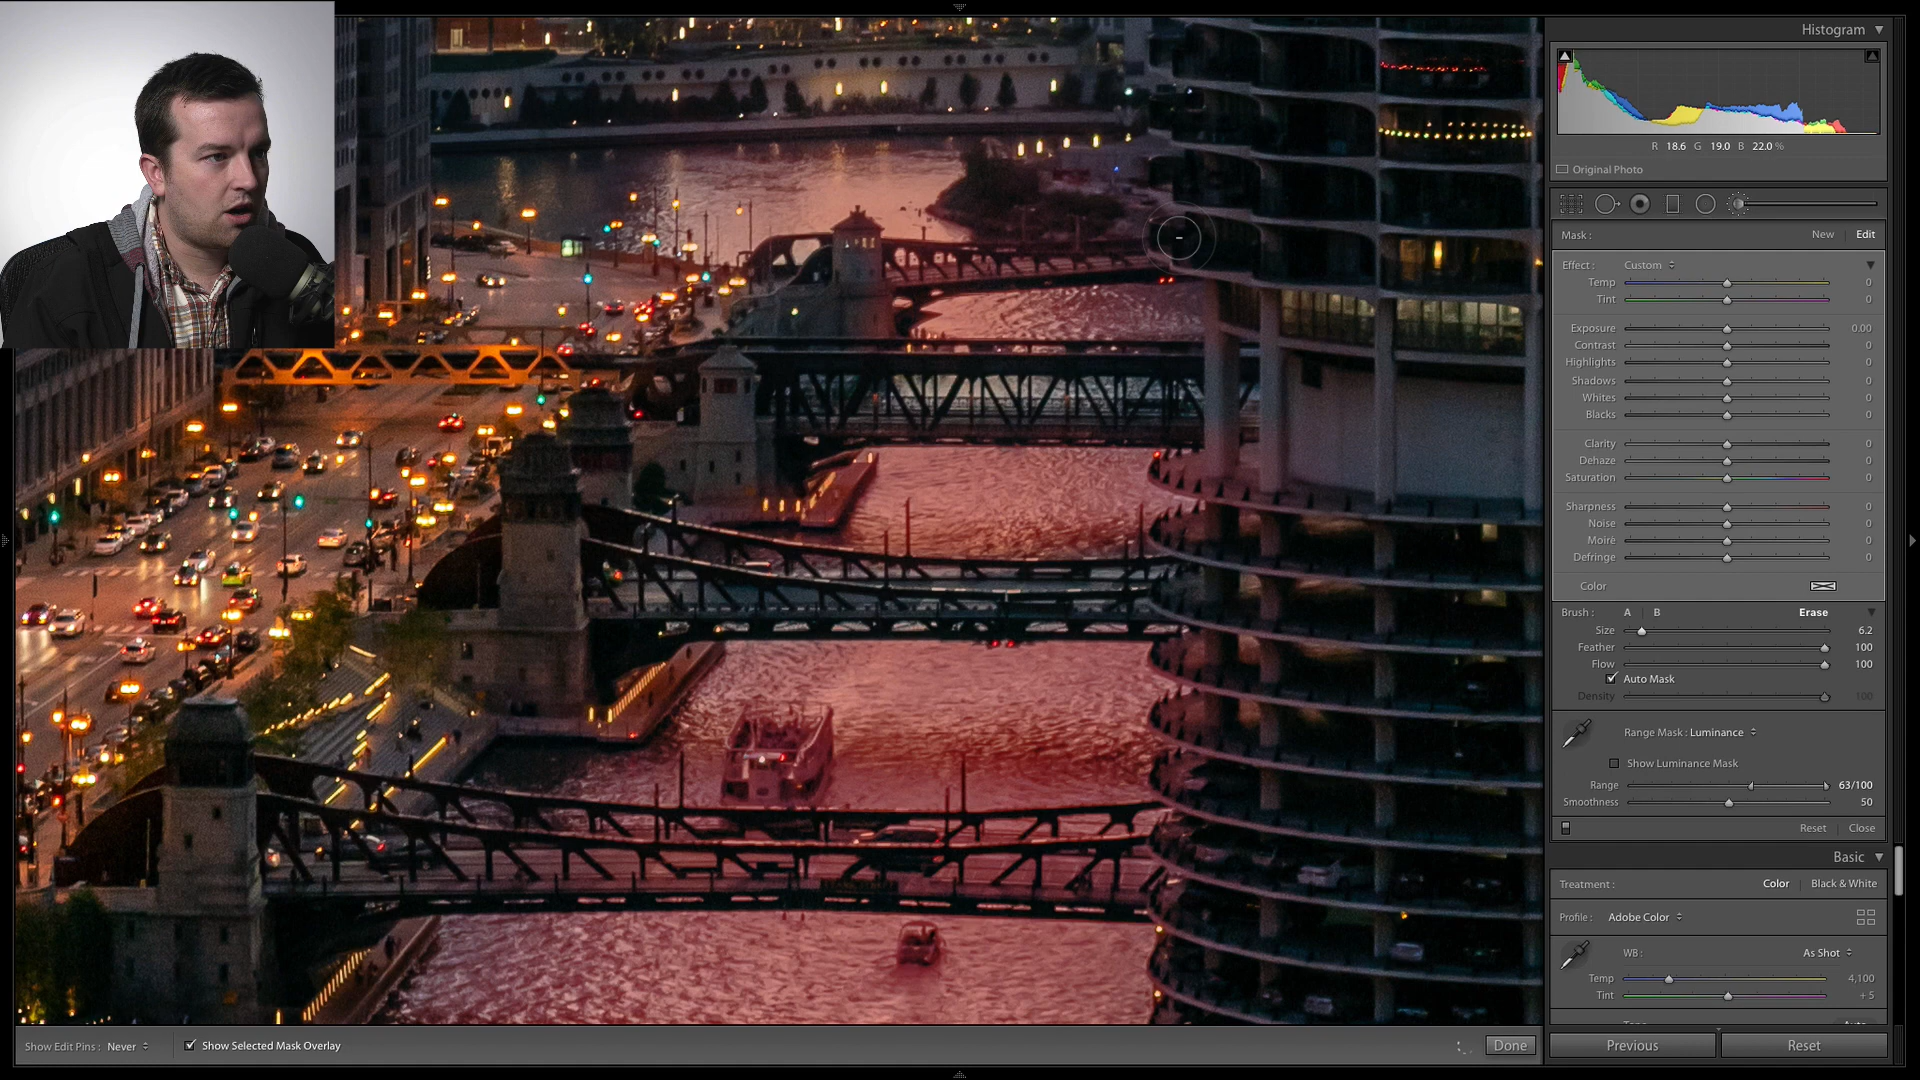 Histogram
R 18.6 G 19.0 B 22.0 %
Original Photo
Mask : New Edit
Effect : Custom
Temp 0
Tint 0
Exposure 0.00
Contrast 0
Highlights 0
Shadows 0
Whites 0
Blacks 0
Clarity 0
Dehaze 0
Saturation 0
Sharpness 0
Noise 0
Moiré 0
Defringe 0
Color
Brush : A B Erase
Size 6.2
Feather 100
Flow 100
Auto Mask
Density 100
Range Mask : Luminance
Show Luminance Mask
Range 63/100
Smoothness 50
Reset Close
Basic
Treatment : Color Black & White
Profile : Adobe Color
WB : As Shot
Temp 4,100
Tint + 5
Show Edit Pins : Never Show Selected Mask Overlay Done
Previous Reset